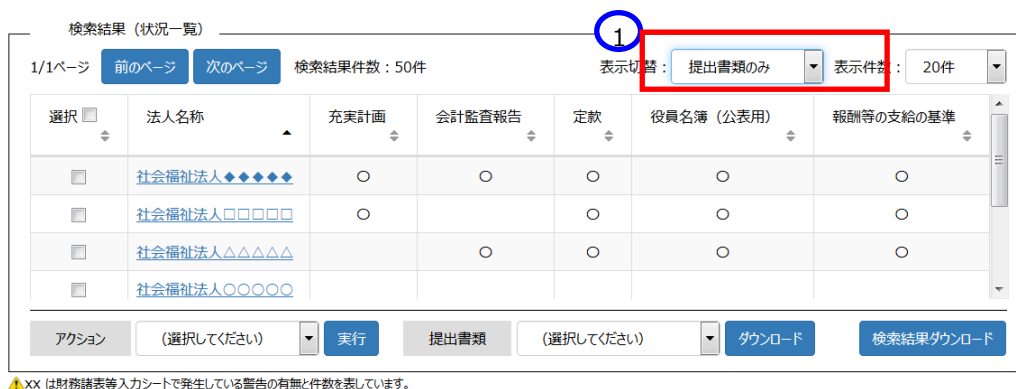 検索結果（状況一覧）
1
1/1ページ 前のページ 次のページ 検索結果件数：50件 表示切替： 提出書類のみ 表示件数： 20件
選択 法人名称 充実計画 会計監査報告 定款 役員名簿（公表用） 報酬等の支給の基準
社会福祉法人◆◆◆◆◆ ○ ○ ○ ○ ○
社会福祉法人□□□□□ ○ ○ ○ ○
社会福祉法人△△△△△ ○ ○ ○ ○
社会福祉法人○○○○○
アクション (選択してください) 実行 提出書類 (選択してください) ダウンロード 検索結果ダウンロード
XX は財務諸表等入力シートで発生している警告の有無と件数を表しています。